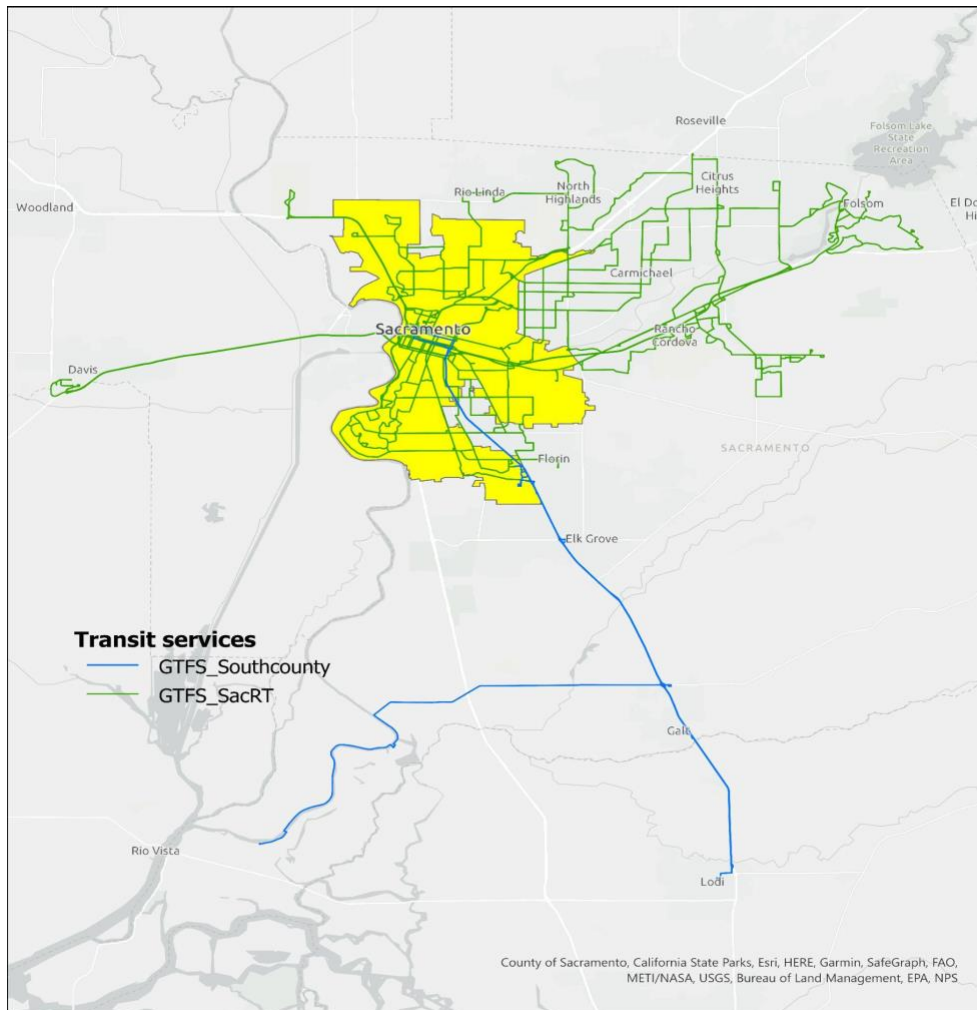 Roseville
Folsom Lake
State
Recreation
Area
Woodland
Rio Linda
North
Highlands
Citrus
Heights
Folsom
El Do
Hi
Carmichael
Sacramento
Rancho
Cordova
Davis
SACRAMENTO
Florin
Elk Grove
Transit services
GTFS_Southcounty
GTFS_SacRT
Galt
Rio Vista
Lodi
County of Sacramento, California State Parks, Esri, HERE, Garmin, SafeGraph, FAO,
METI/NASA, USGS, Bureau of Land Management, EPA, NPS